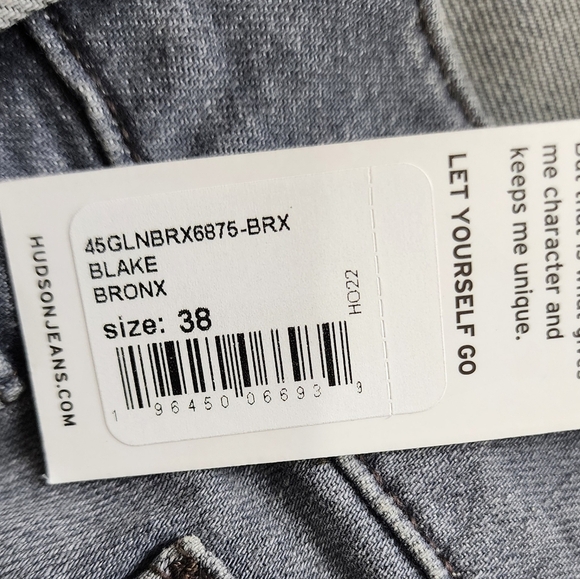 45GLNBRX6875-BRX
BLAKE
BRONX
size: 38
HO22
1 96450 06693 9
HUDSONJEANS.COM
LET YOURSELF GO
me character and
keeps me unique.